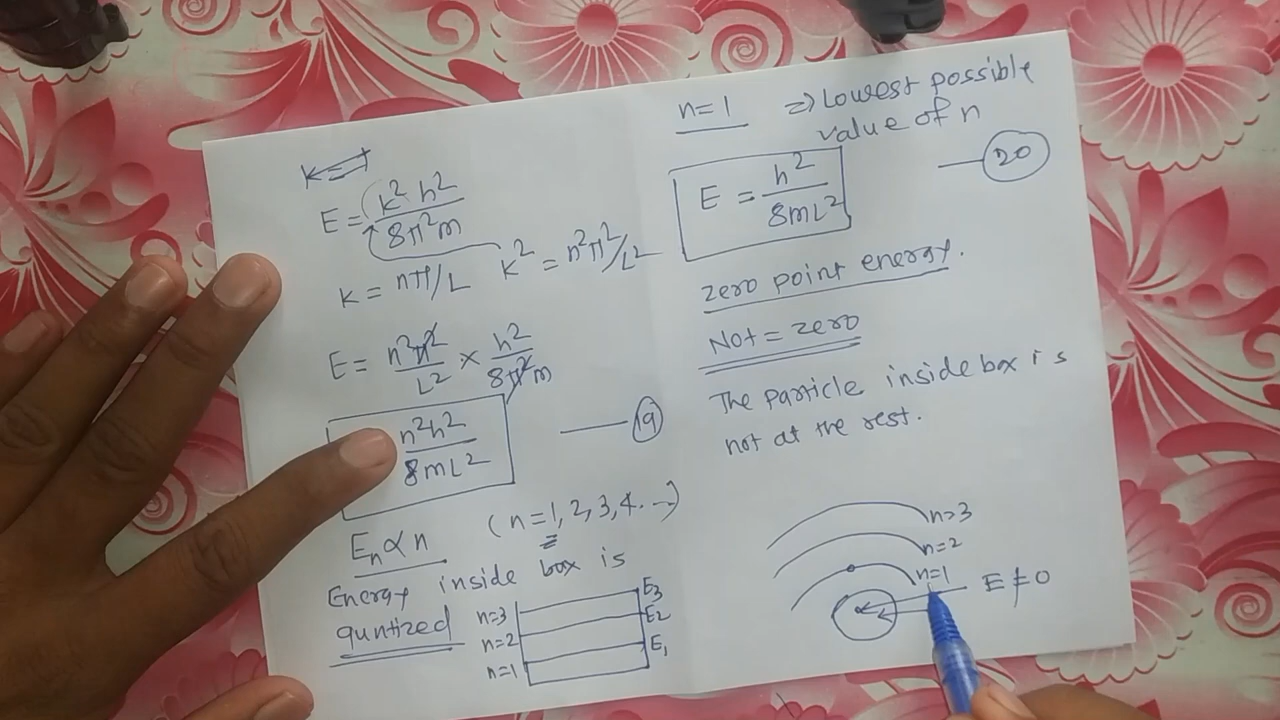 K=
E = k² h² / 8π²m
K = nπ/L K² = n²π²/L²
E = n²π²/L² × h²/8π²m
n²h² / 8mL² —— 19
(n=1, 2, 3, 4. --)
Eₙ ∝ n
Energy inside box is
quntized
n=3 E3
n=2 E2
n=1 E1
n=1 => Lowest possible
value of n
E = h² / 8mL² — 20
zero point energy.
Not = zero
The particle inside box is
not at the rest.
n=3
n=2
n=1 E ≠ 0